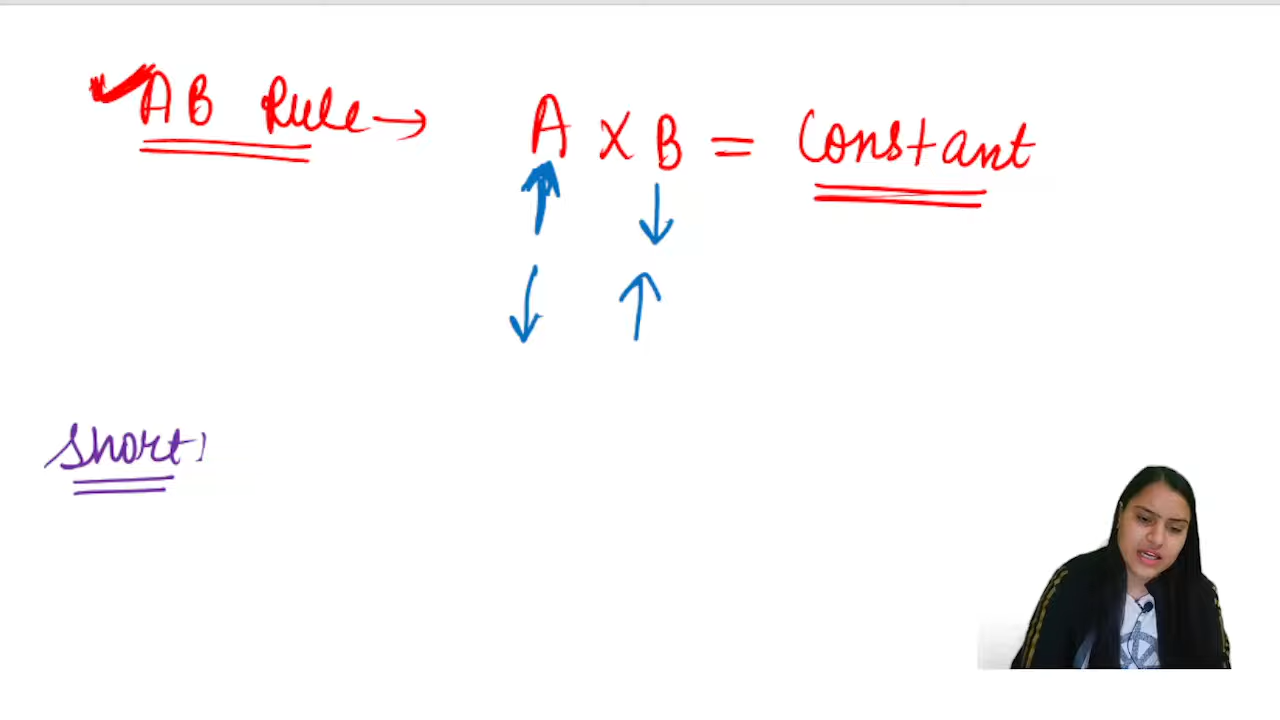 AB Rule → A × B = Constant
↑ ↓
↓ ↑
Short